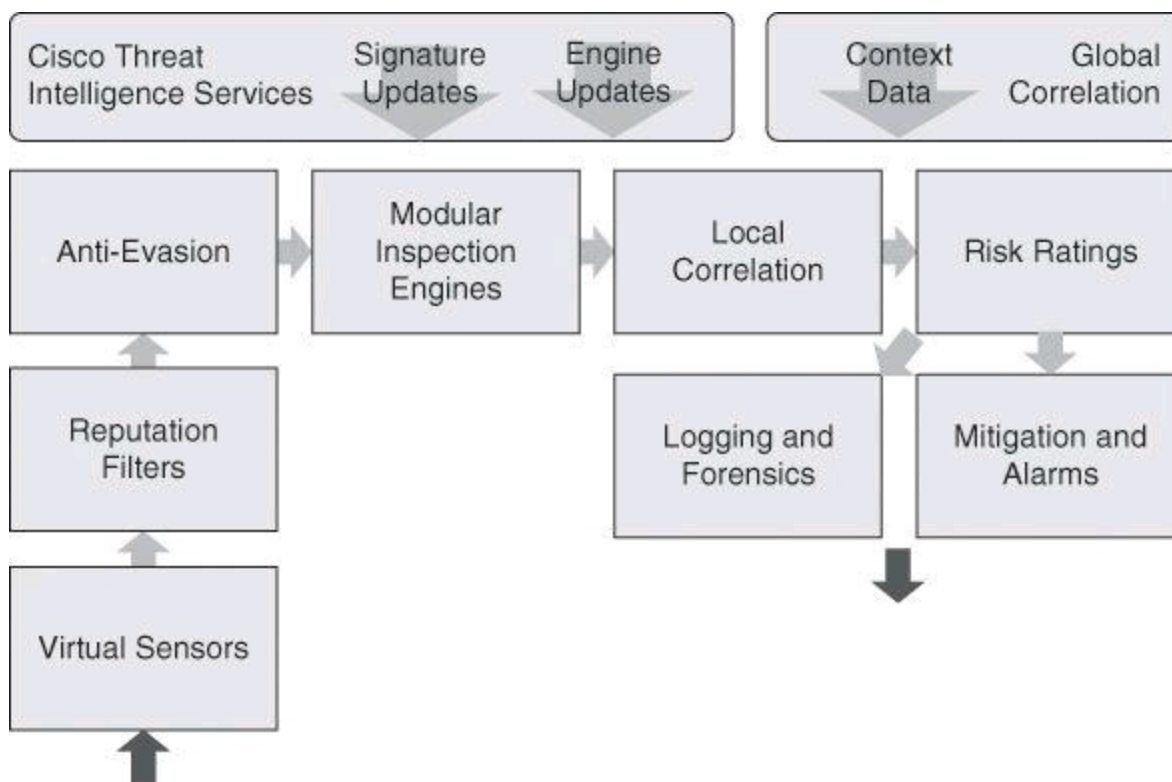 Cisco Threat
Intelligence Services
Signature
Updates
Engine
Updates
Context
Data
Global
Correlation
Anti-Evasion
Modular
Inspection
Engines
Local
Correlation
Risk Ratings
Reputation
Filters
Logging and
Forensics
Mitigation and
Alarms
Virtual Sensors